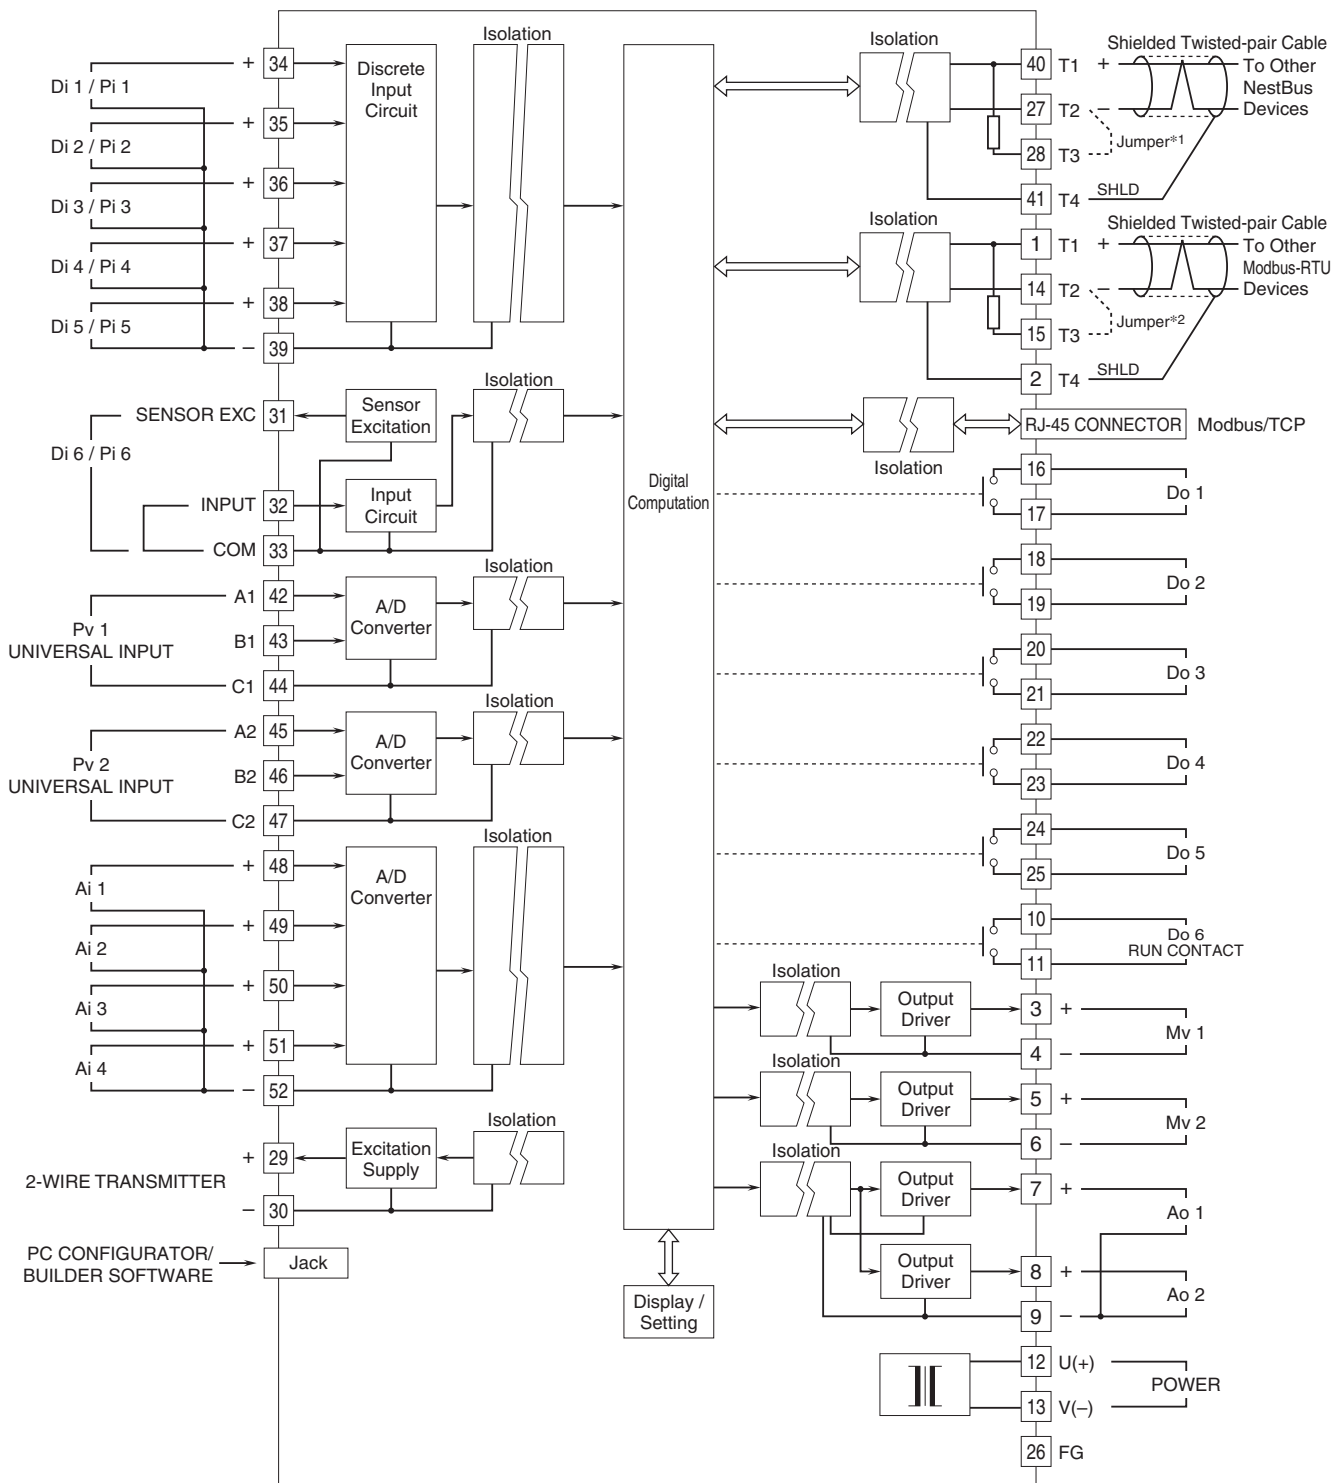 Isolation
Di 1 / Pi 1
+ 34
Discrete
Input
Circuit
Di 2 / Pi 2
+ 35
Di 3 / Pi 3
+ 36
Di 4 / Pi 4
+ 37
Di 5 / Pi 5
+ 38
− 39
Isolation
SENSOR EXC 31
Sensor
Excitation
Di 6 / Pi 6
INPUT 32
Input
Circuit
COM 33
Isolation
A1 42
A/D
Converter
Pv 1
UNIVERSAL INPUT
B1 43
C1 44
Isolation
A2 45
A/D
Converter
Pv 2
UNIVERSAL INPUT
B2 46
C2 47
Isolation
+ 48
A/D
Converter
Ai 1
+ 49
Ai 2
+ 50
Ai 3
+ 51
Ai 4
− 52
Isolation
+ 29
Excitation
Supply
2-WIRE TRANSMITTER
− 30
PC CONFIGURATOR/
BUILDER SOFTWARE
Jack
Digital
Computation
Display /
Setting
Isolation
Shielded Twisted-pair Cable
40 T1 +
To Other
NestBus
Devices
27 T2 −
Jumper*1
28 T3
41 T4 SHLD
Isolation
Shielded Twisted-pair Cable
1 T1 +
To Other
Modbus-RTU
Devices
14 T2 −
Jumper*2
15 T3
2 T4 SHLD
RJ-45 CONNECTOR Modbus/TCP
Isolation
16
Do 1
17
18
Do 2
19
20
Do 3
21
22
Do 4
23
24
Do 5
25
10
Do 6
RUN CONTACT
11
Isolation
Output
Driver
3 +
Mv 1
4 −
Isolation
Output
Driver
5 +
Mv 2
6 −
Isolation
Output
Driver
7 +
Ao 1
Output
Driver
8 +
Ao 2
9 −
12 U(+)
POWER
13 V(−)
26 FG